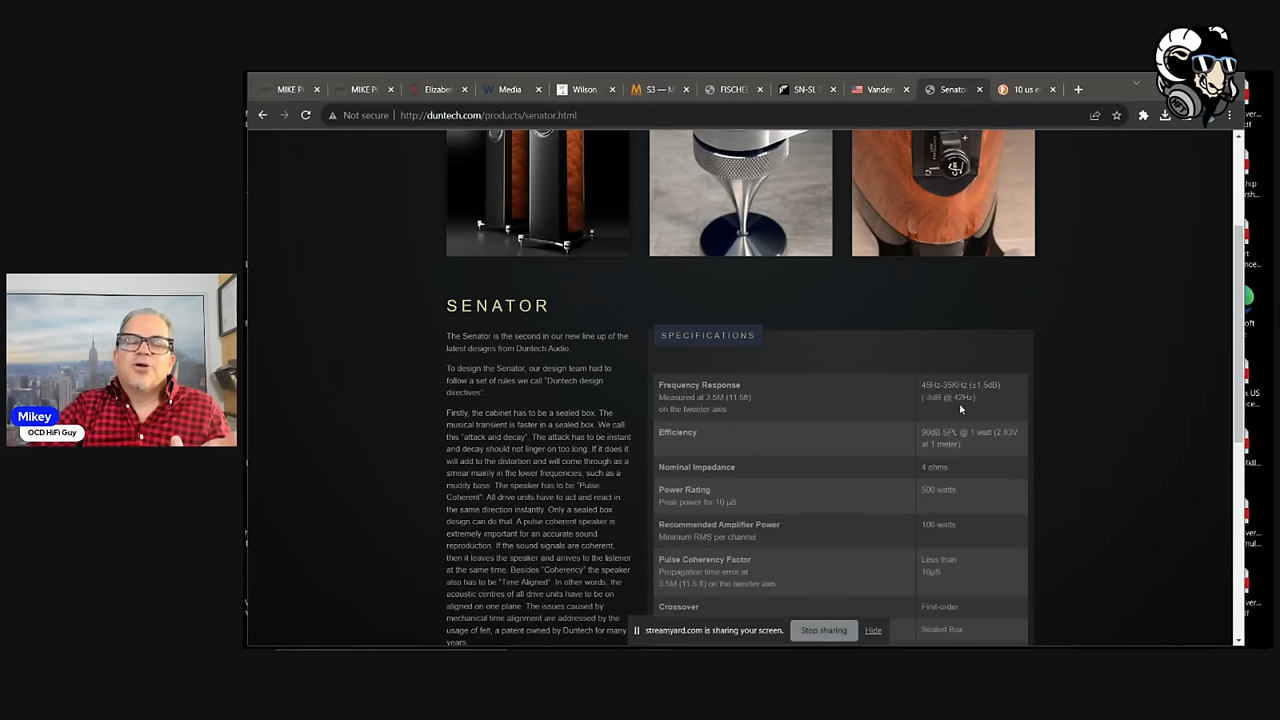 MIKE P
MIKE P
Elizabe
Media
Wilson
S3 — M
FISCHE
SN-SL 7
Vander
Senato
10 us e
Not secure
http://duntech.com/products/senator.html
SENATOR
The Senator is the second in our new line up of the
latest designs from Duntech Audio.
To design the Senator, our design team had to
follow a set of rules we call "Duntech design
directives"
Firstly, the cabinet has to be a sealed box. The
musical transient is faster in a sealed box. We call
this "attack and decay". The attack has to be instant
and decay should not linger on too long. If it does it
will add to the distortion and will come through as a
smear mainly in the lower frequencies, such as a
muddy bass. The speaker has to be "Pulse
Coherent". All drive units have to act and react in
the same direction instantly. Only a sealed box
design can do that. A pulse coherent speaker is
extremely important for an accurate sound
reproduction. If the sound signals are coherent,
then it leaves the speaker and arrives to the listener
at the same time. Besides "Coherency" the speaker
also has to be "Time Aligned". In other words, the
acoustic centres of all drive units have to be on
aligned on one plane. The issues caused by
mechanical time alignment are addressed by the
usage of felt, a patent owned by Duntech for many
years.
SPECIFICATIONS
Frequency Response
Measured at 3.5M (11.5ft)
on the tweeter axis
45Hz-35KHz (±1.5dB)
(-3dB @ 42Hz)
Efficiency
90dB SPL @ 1 watt (2.83V
at 1 meter)
Nominal Impedance
4 ohms
Power Rating
Peak power for 10 µS
500 watts
Recommended Amplifier Power
Minimum RMS per channel
100 watts
Pulse Coherency Factor
Propagation time error at
3.5M (11.5 ft) on the tweeter axis
Less than
10µS
Crossover
First-order
Sealed Box
streamyard.com is sharing your screen.
Stop sharing
Hide
Mikey
OCD HiFi Guy